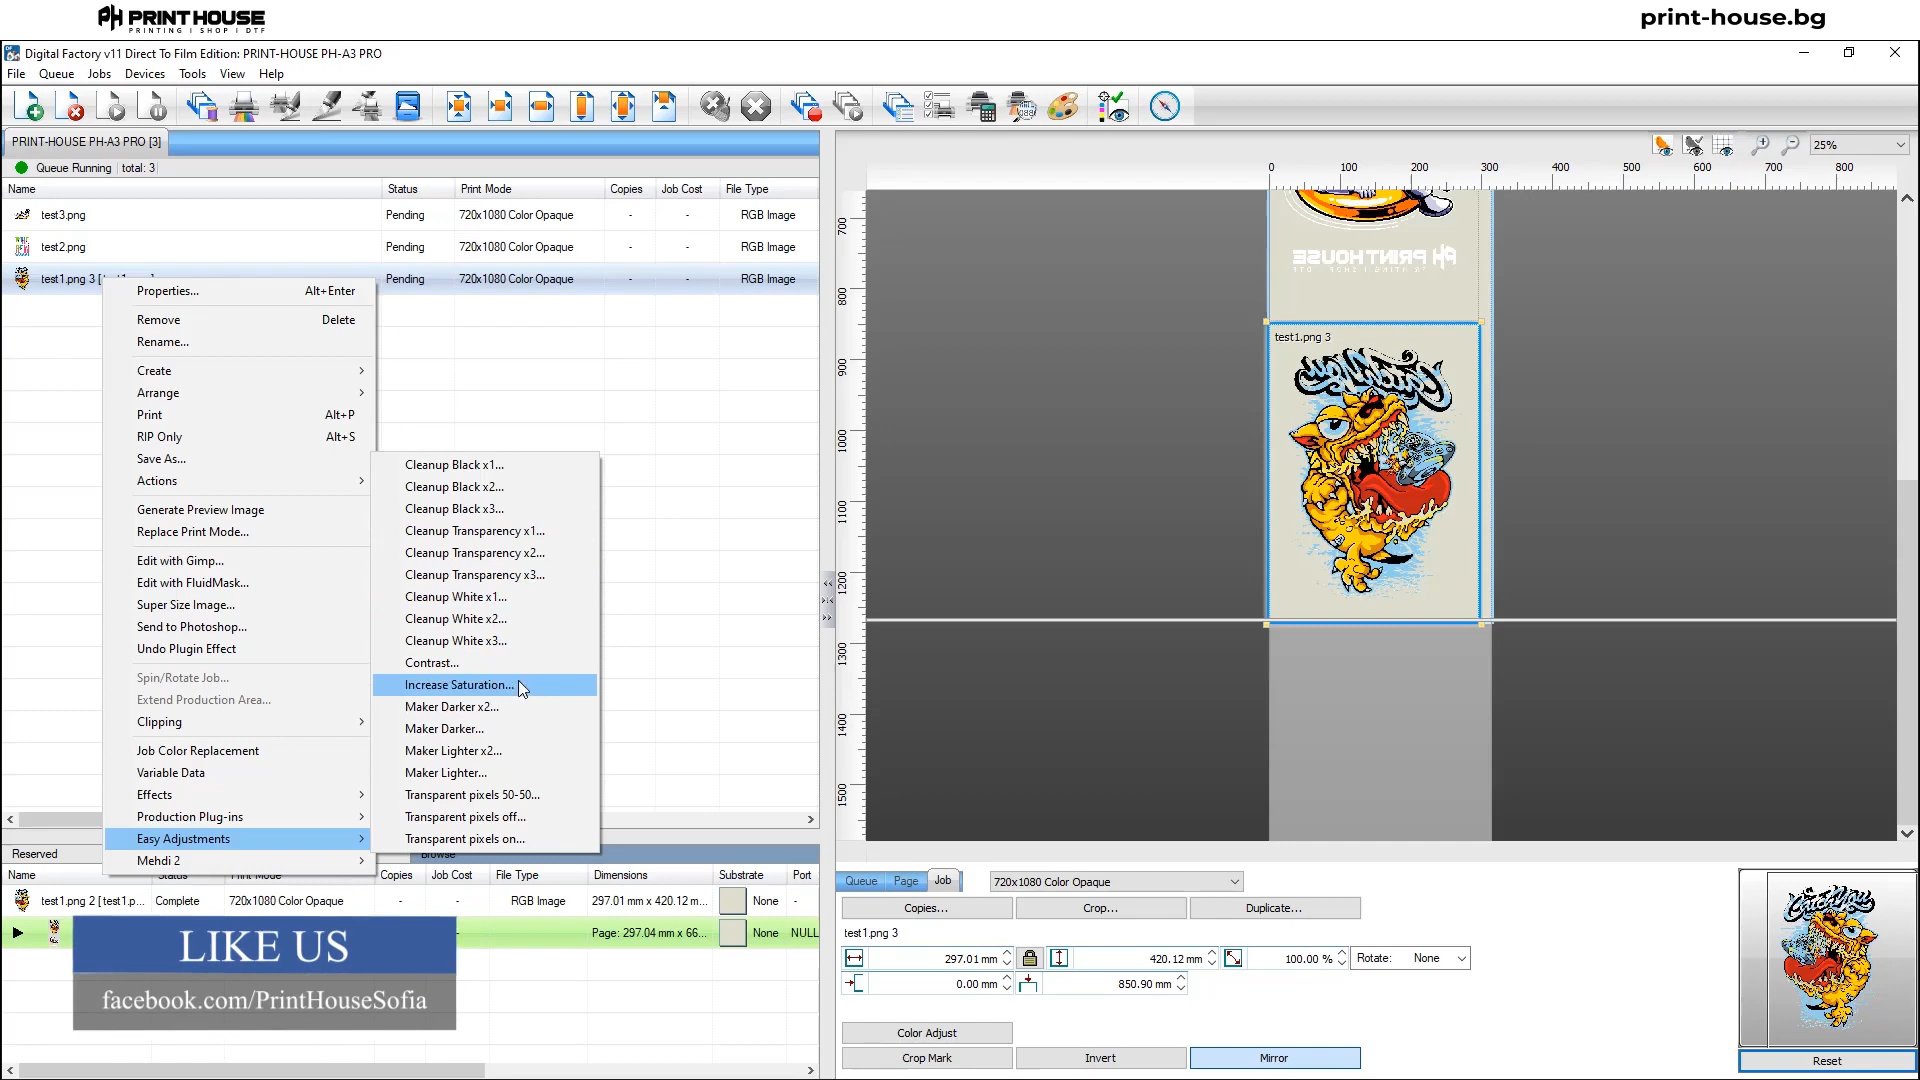 PH PRINT HOUSE
PRINTING | SHOP | DTF
print-house.bg
Digital Factory v11 Direct To Film Edition: PRINT-HOUSE PH-A3 PRO
File Queue Jobs Devices Tools View Help
PRINT-HOUSE PH-A3 PRO [3]
Queue Running total: 3
Name Status Print Mode Copies Job Cost File Type
test3.png Pending 720x1080 Color Opaque - - RGB Image
test2.png Pending 720x1080 Color Opaque - - RGB Image
test1.png 3 [ Pending 720x1080 Color Opaque - - RGB Image
Properties... Alt+Enter
Remove Delete
Rename...
Create
Arrange
Print Alt+P
RIP Only Alt+S
Save As...
Actions
Generate Preview Image
Replace Print Mode...
Edit with Gimp...
Edit with FluidMask...
Super Size Image...
Send to Photoshop...
Undo Plugin Effect
Spin/Rotate Job...
Extend Production Area...
Clipping
Job Color Replacement
Variable Data
Effects
Production Plug-ins
Easy Adjustments
Mehdi 2
Cleanup Black x1...
Cleanup Black x2...
Cleanup Black x3...
Cleanup Transparency x1...
Cleanup Transparency x2...
Cleanup Transparency x3...
Cleanup White x1...
Cleanup White x2...
Cleanup White x3...
Contrast...
Increase Saturation...
Maker Darker x2...
Maker Darker...
Maker Lighter x2...
Maker Lighter...
Transparent pixels 50-50...
Transparent pixels off...
Transparent pixels on...
25%
0 100 200 300 400 500 600 700 800
700
800
900
1000
1100
1200
1300
1400
1500
PH PRINT HOUSE
test1.png 3
Catch You
Reserved Browse
Name Status Print Mode Copies Job Cost File Type Dimensions Substrate Port
test1.png 2 [ test1.p... Complete 720x1080 Color Opaque - - RGB Image 297.01 mm x 420.12 m... None -
- Page: 297.04 mm x 66... None NULL
LIKE US
facebook.com/PrintHouseSofia
Queue Page Job 720x1080 Color Opaque
Copies... Crop... Duplicate...
test1.png 3
297.01 mm 420.12 mm 100.00 % Rotate: None
0.00 mm 850.90 mm
Color Adjust
Crop Mark Invert Mirror
Catch You
Reset